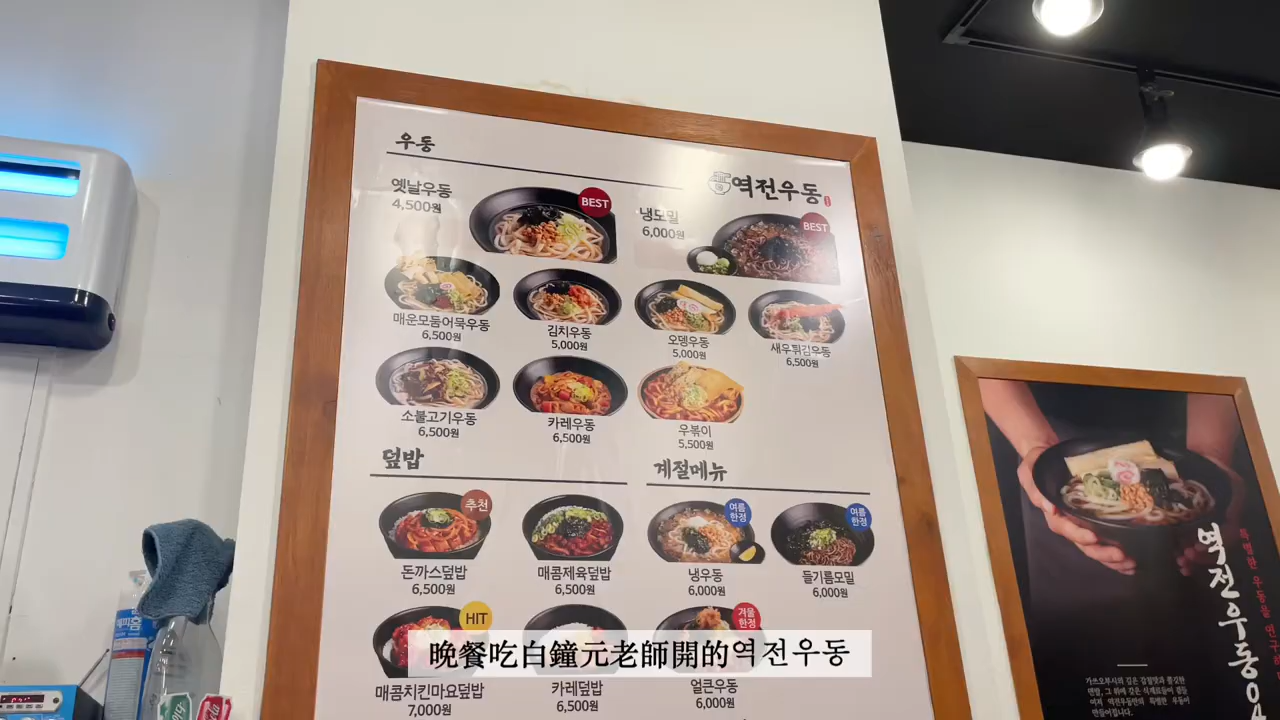 우동
역전우동
옛날우동
4,500원
BEST
냉모밀
6,000원
BEST
매운모둠어묵우동
6,500원
김치우동
5,000원
오뎅우동
5,000원
새우튀김우동
6,500원
소불고기우동
6,500원
카레우동
6,500원
우볶이
5,500원
덮밥
계절메뉴
추천
돈까스덮밥
6,500원
매콤제육덮밥
6,500원
여름
한정
냉우동
6,000원
여름
한정
들기름모밀
6,000원
HIT
매콤치킨마요덮밥
7,000원
카레덮밥
6,500원
겨울
한정
얼큰우동
6,000원
역전우동04
특별한 우동을
晚餐吃白鐘元老師開的역전우동